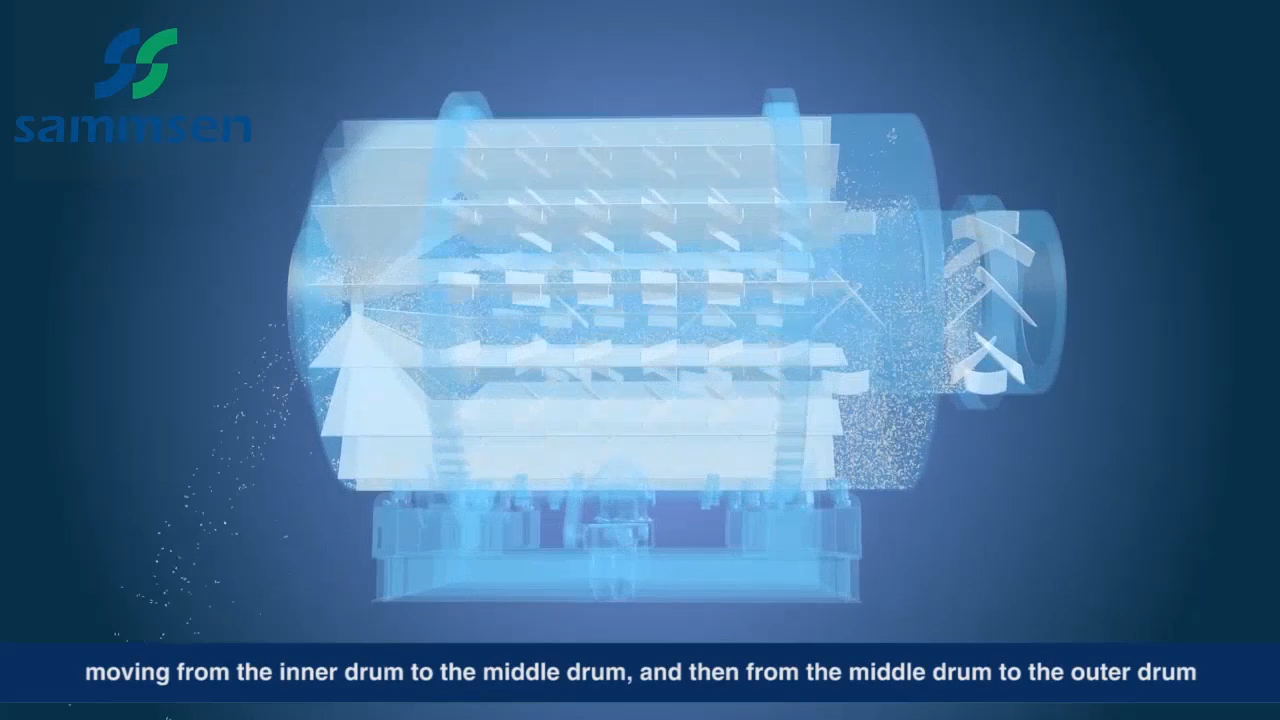 sammsen
moving from the inner drum to the middle drum, and then from the middle drum to the outer drum